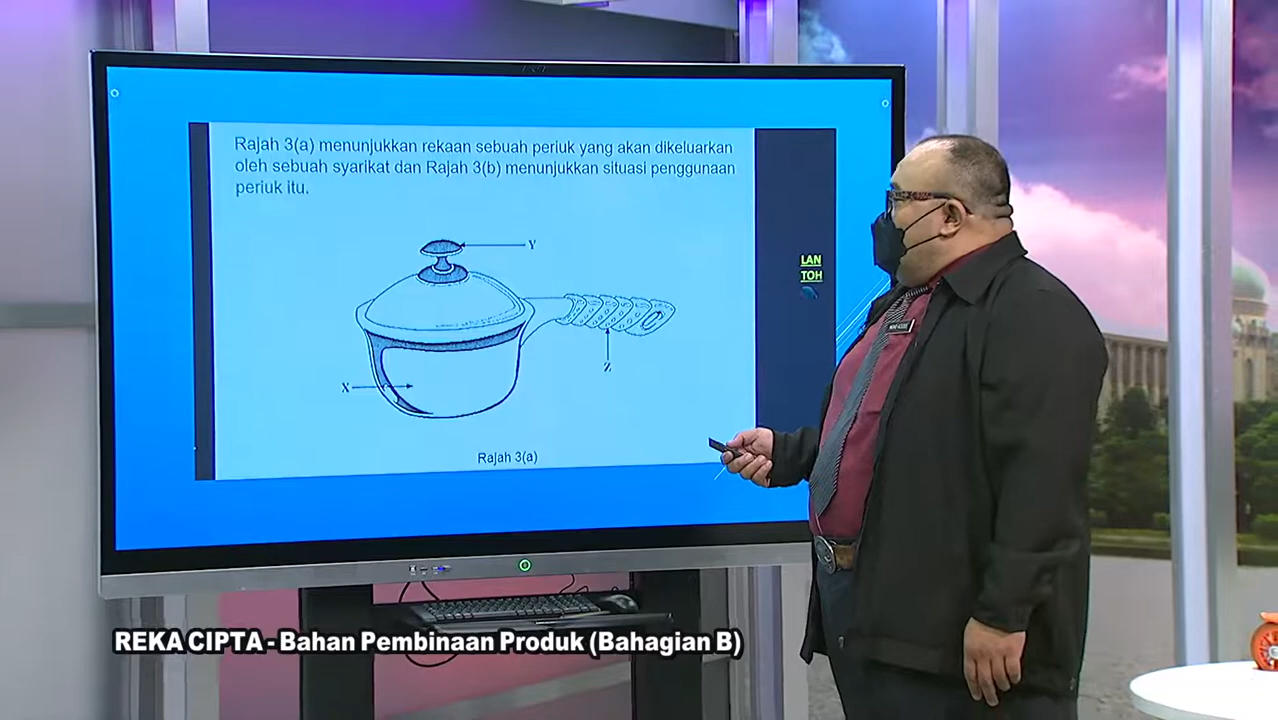 Rajah 3(a) menunjukkan rekaan sebuah periuk yang akan dikeluarkan
oleh sebuah syarikat dan Rajah 3(b) menunjukkan situasi penggunaan
periuk itu.
Y
LAN
TOH
Z
X
Rajah 3(a)
REKA CIPTA - Bahan Pembinaan Produk (Bahagian B)